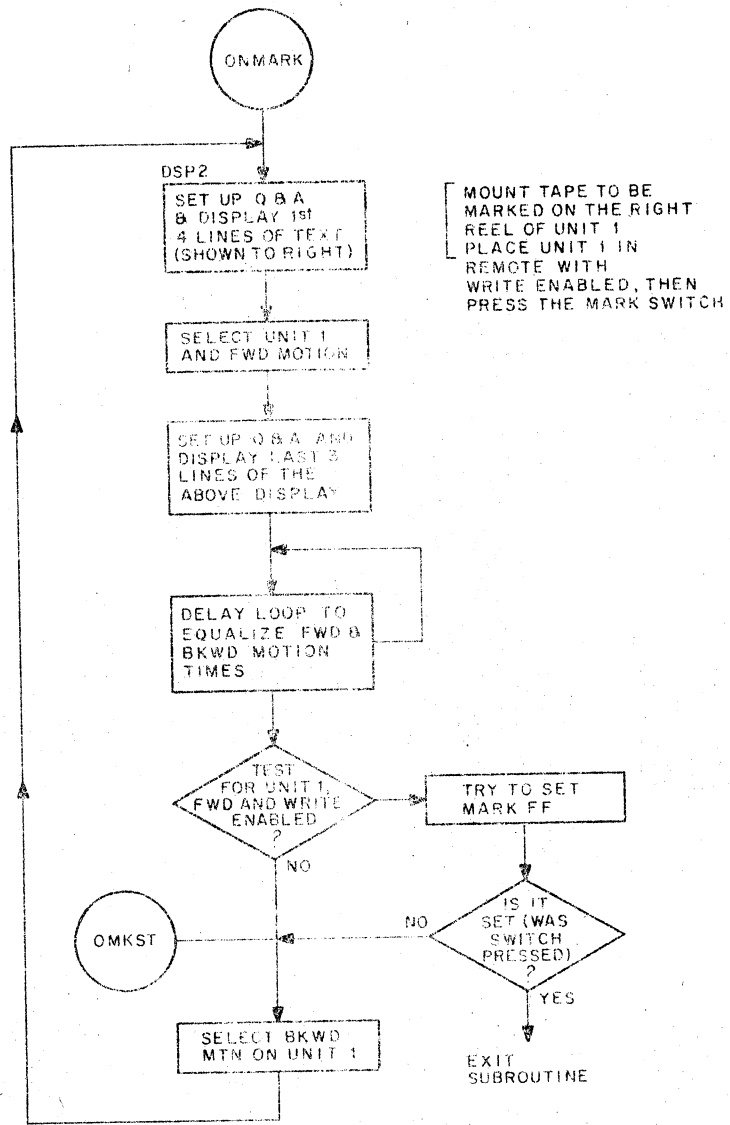 ONMARK
DSP2
SET UP Q & A
& DISPLAY 1st
4 LINES OF TEXT
(SHOWN TO RIGHT)
MOUNT TAPE TO BE
MARKED ON THE RIGHT
REEL OF UNIT 1
PLACE UNIT 1 IN
REMOTE WITH
WRITE ENABLED, THEN
PRESS THE MARK SWITCH
SELECT UNIT 1
AND FWD MOTION
SET UP Q & A AND
DISPLAY LAST 3
LINES OF THE
ABOVE DISPLAY
DELAY LOOP TO
EQUALIZE FWD &
BKWD MOTION
TIMES
TEST
FOR UNIT 1,
FWD AND WRITE
ENABLED
?
NO
TRY TO SET
MARK FF
IS IT
SET (WAS
SWITCH
PRESSED)
?
NO
YES
OMKST
SELECT BKWD
MTN ON UNIT 1
EXIT
SUBROUTINE